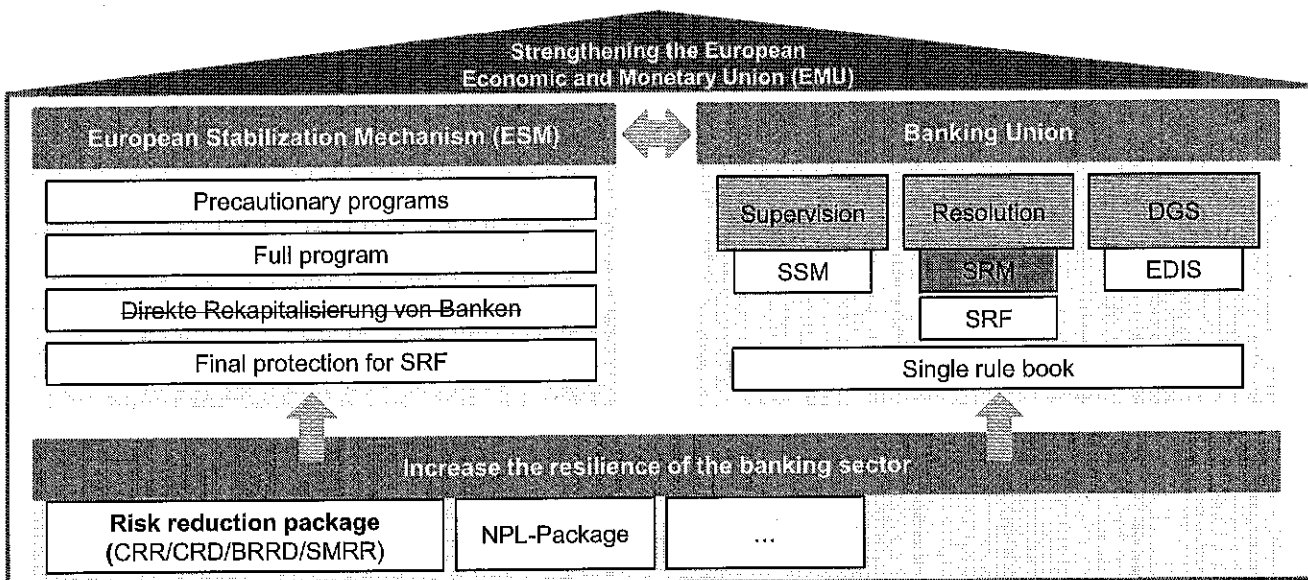 Strengthening the European
Economic and Monetary Union (EMU)
European Stabilization Mechanism (ESM)
Banking Union
Precautionary programs
Full program
Direkte Rekapitalisierung von Banken
Final protection for SRF
Supervision
Resolution
DGS
SSM
SRM
EDIS
SRF
Single rule book
Increase the resilience of the banking sector
Risk reduction package
(CRR/CRD/BRRD/SMRR)
NPL-Package
...